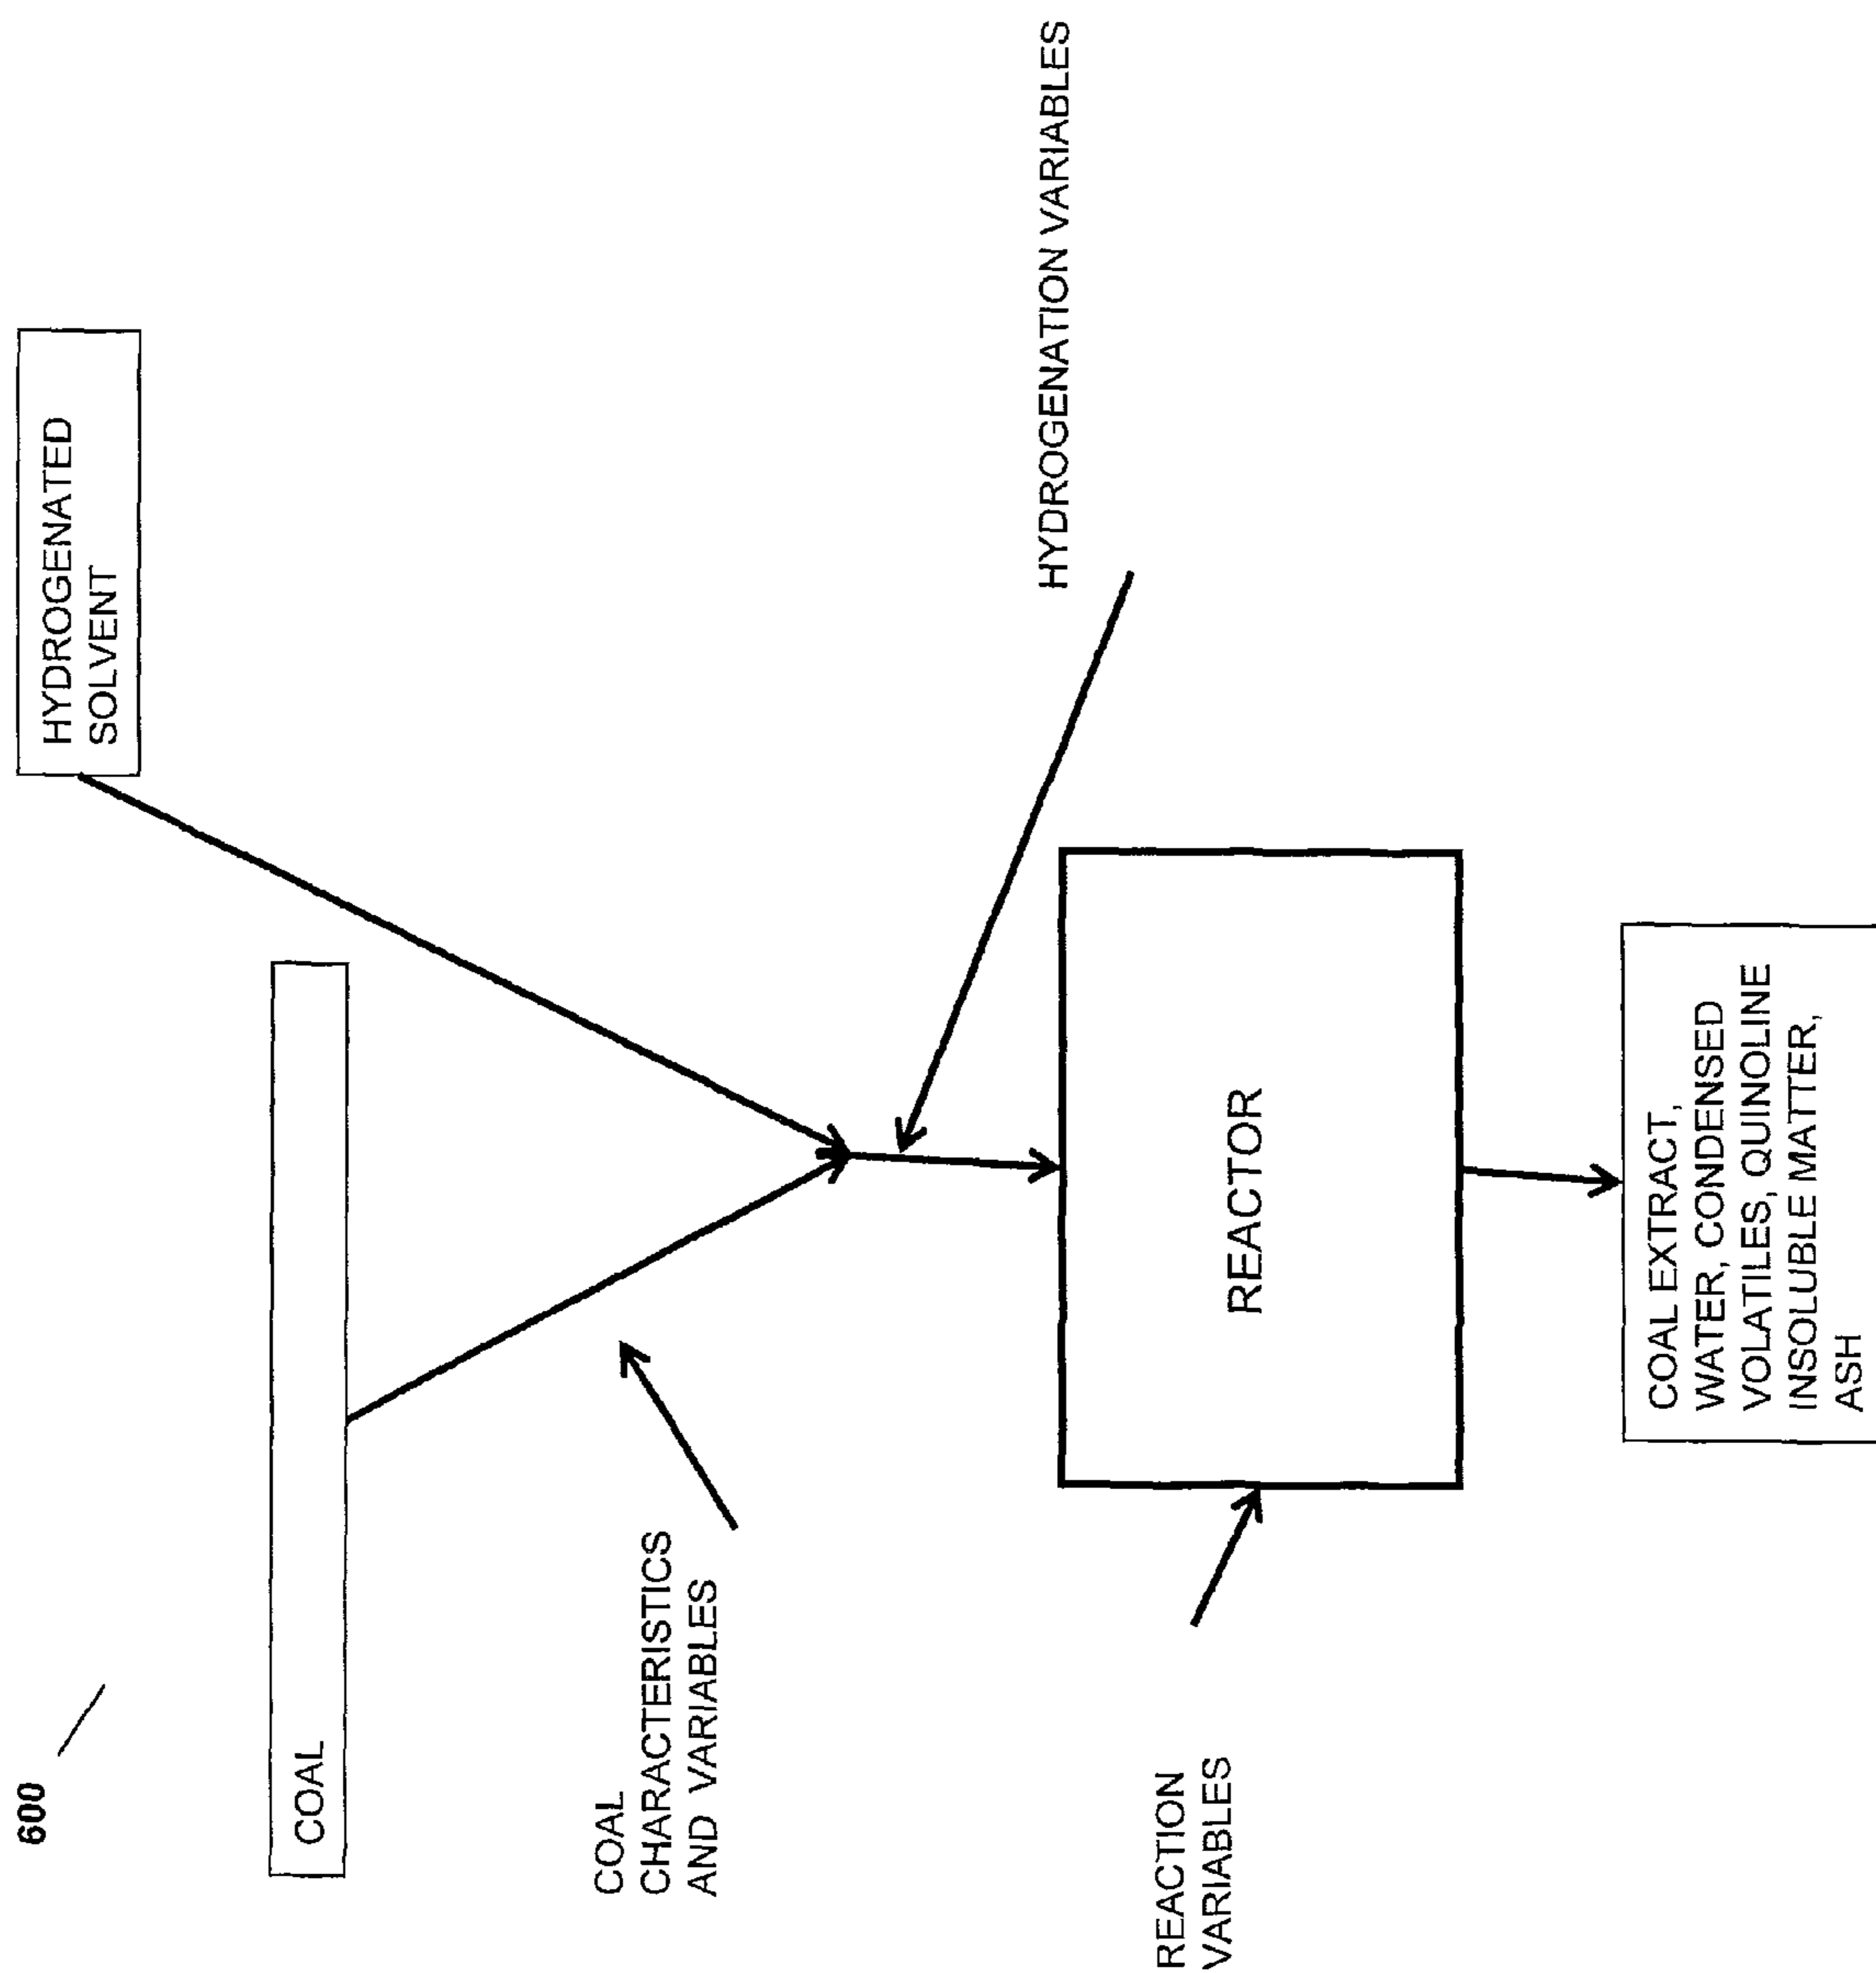 600
HYDROGENATED
SOLVENT
COAL
COAL
CHARACTERISTICS
AND VARIABLES
HYDROGENATION VARIABLES
REACTION
VARIABLES
REACTOR
COAL EXTRACT,
WATER, CONDENSED
VOLATILES, QUINOLINE
INSOLUBLE MATTER,
ASH